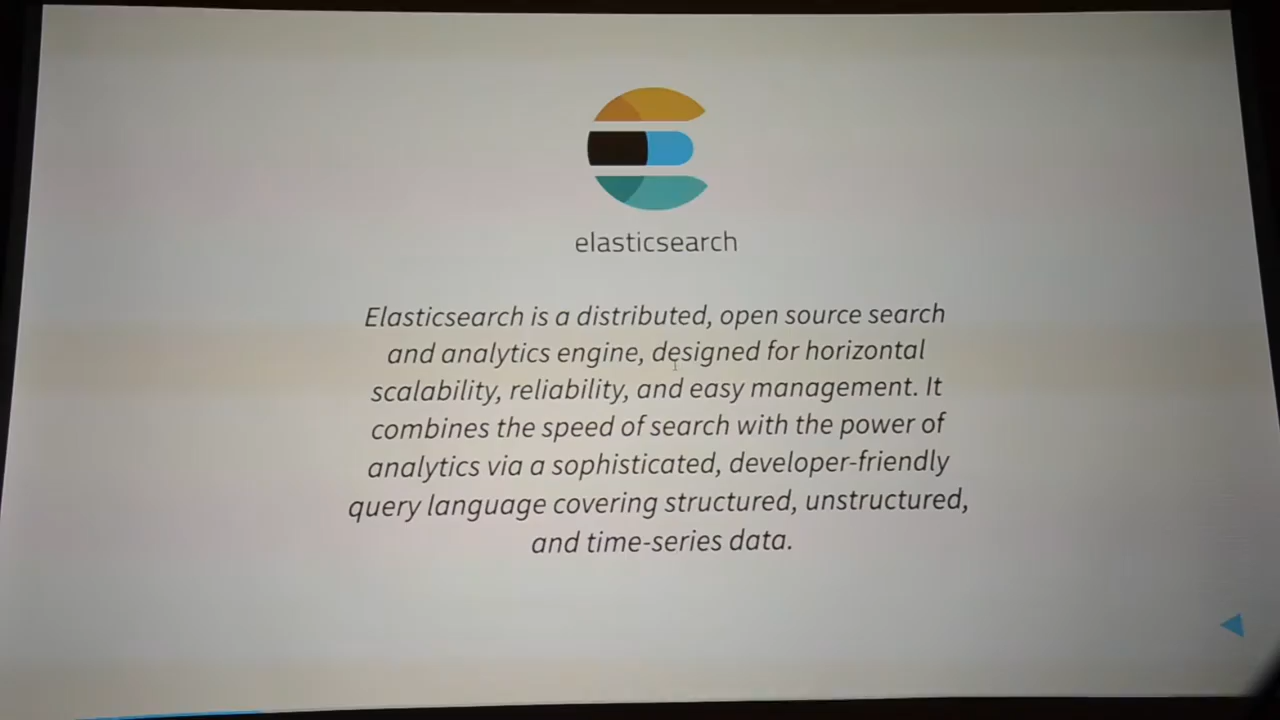 elasticsearch
Elasticsearch is a distributed, open source search
and analytics engine, designed for horizontal
scalability, reliability, and easy management. It
combines the speed of search with the power of
analytics via a sophisticated, developer-friendly
query language covering structured, unstructured,
and time-series data.